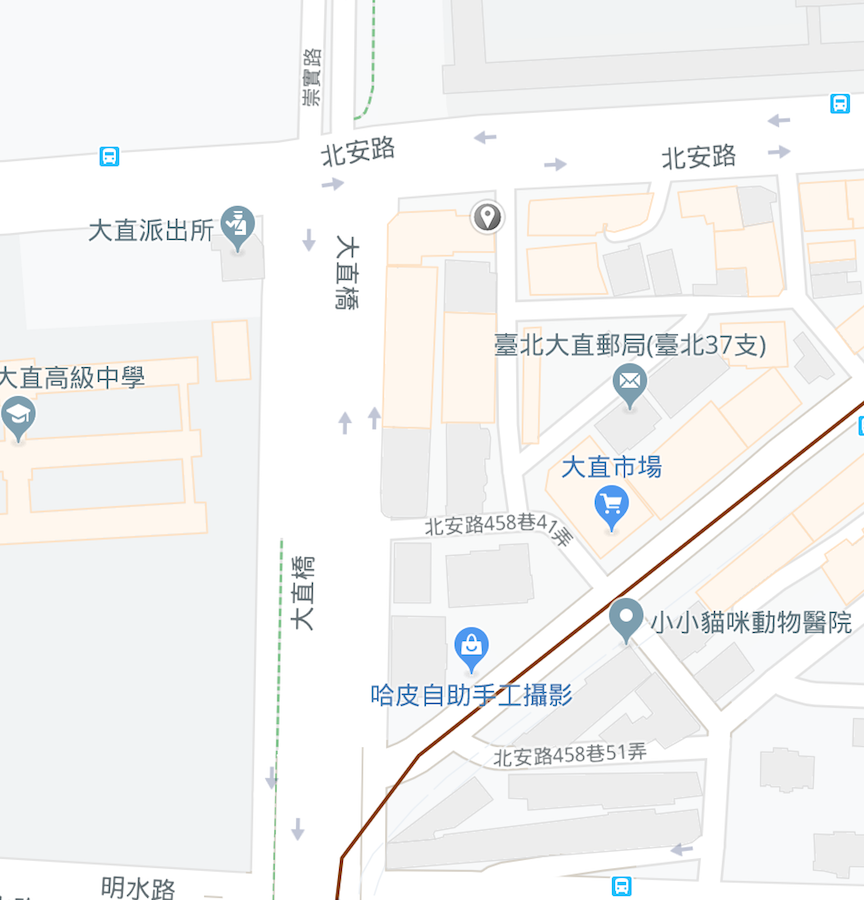 崇實路
北安路
北安路
大直派出所
大直橋
臺北大直郵局(臺北37支)
大直高級中學
大直市場
北安路458巷41弄
大直橋
小小貓咪動物醫院
哈皮自助手工攝影
北安路458巷51弄
明水路